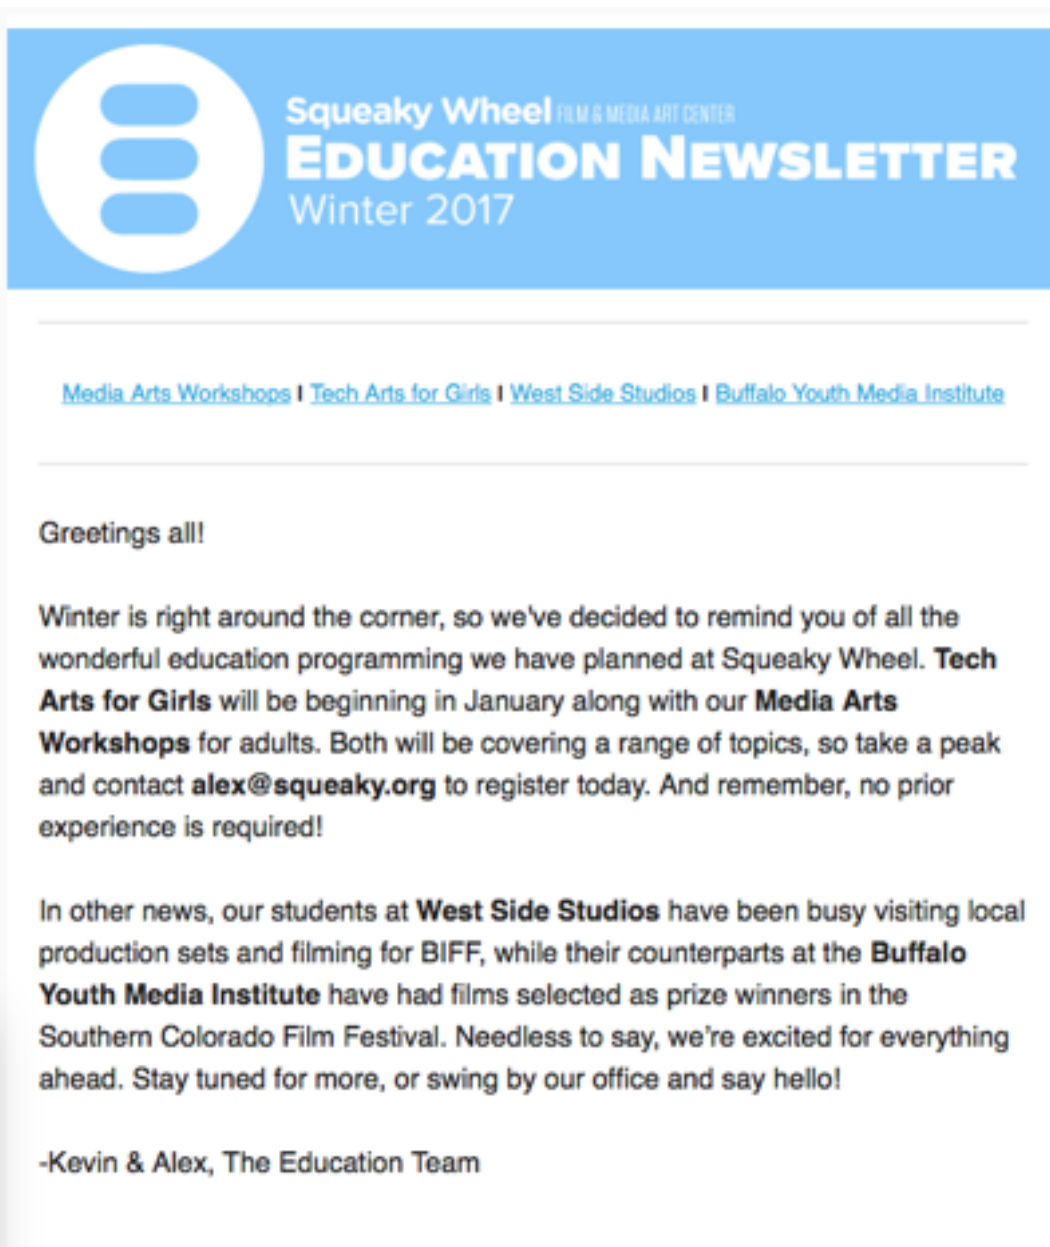 Squeaky Wheel FILM & MEDIA ART CENTER
EDUCATION NEWSLETTER
Winter 2017
Media Arts Workshops I Tech Arts for Girls I West Side Studios I Buffalo Youth Media Institute
Greetings all!
Winter is right around the corner, so we've decided to remind you of all the
wonderful education programming we have planned at Squeaky Wheel. Tech
Arts for Girls will be beginning in January along with our Media Arts
Workshops for adults. Both will be covering a range of topics, so take a peak
and contact alex@squeaky.org to register today. And remember, no prior
experience is required!
In other news, our students at West Side Studios have been busy visiting local
production sets and filming for BIFF, while their counterparts at the Buffalo
Youth Media Institute have had films selected as prize winners in the
Southern Colorado Film Festival. Needless to say, we're excited for everything
ahead. Stay tuned for more, or swing by our office and say hello!
-Kevin & Alex, The Education Team